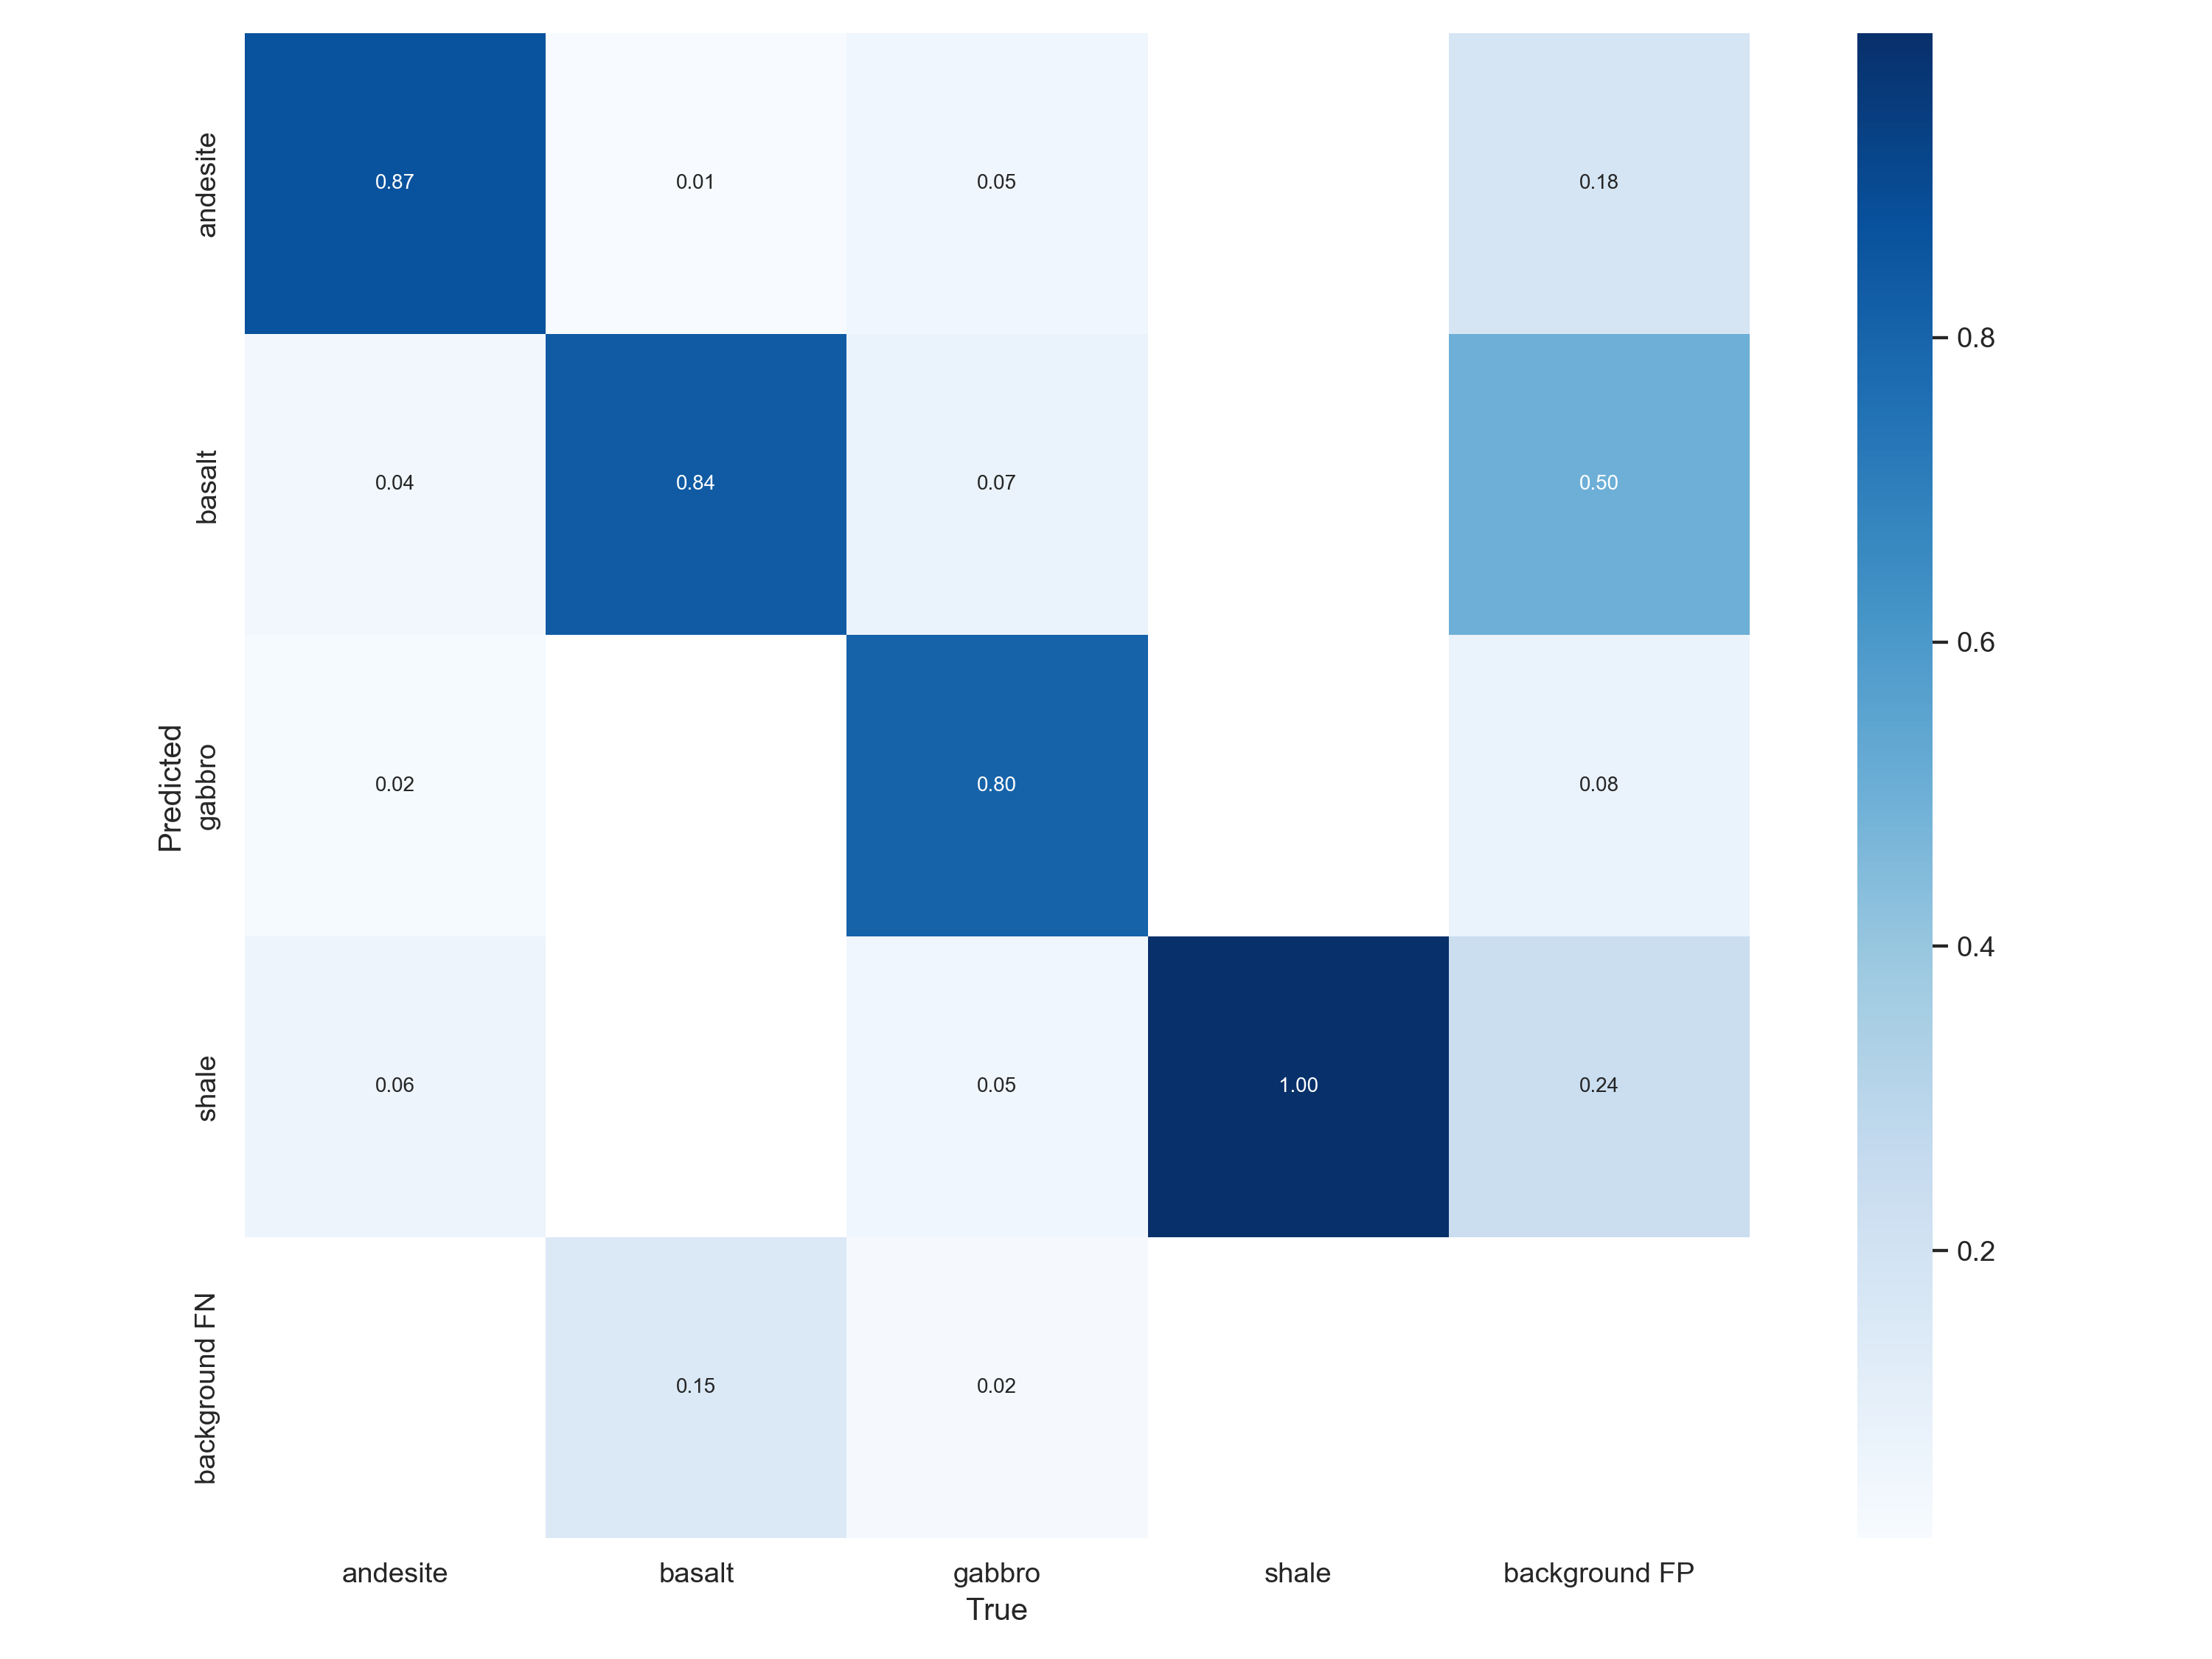 andesite
0.87 0.01 0.05 0.18
basalt
0.04 0.84 0.07 0.50
Predicted
gabbro
0.02 0.80 0.08
shale
0.06 0.05 1.00 0.24
background FN
0.15 0.02
andesite basalt gabbro shale background FP
True
0.8
0.6
0.4
0.2